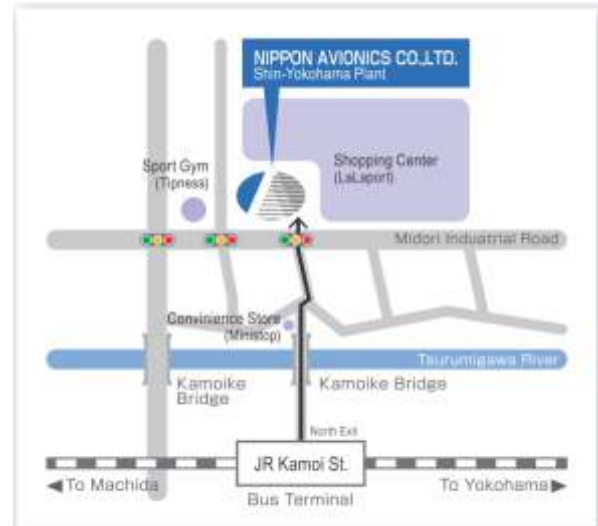 NIPPON AVIONICS CO.,LTD.
Shin-Yokohama Plant
Sport Gym
(Tipness)
Shopping Center
(LaLaport)
Midori Industrial Road
Convinience Store
(Ministop)
Tsurumigawa River
Kamoike
Bridge
Kamoike Bridge
North Exit
JR Kamoi St.
To Machida
Bus Terminal
To Yokohama